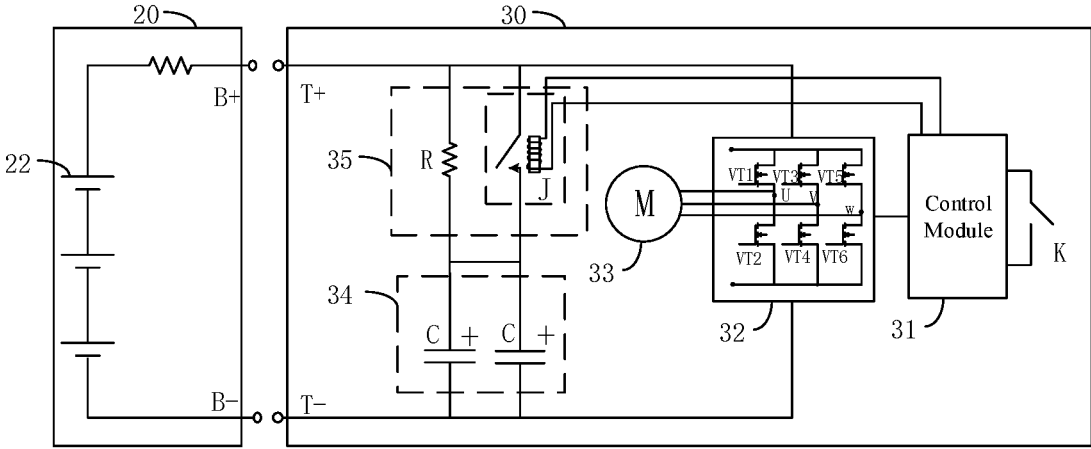 20
30
B+
T+
22
35
R
J
VT1
VT3
VT5
U
V
w
M
VT2
VT4
VT6
33
32
Control
Module
31
K
34
C
+
C
+
B-
T-